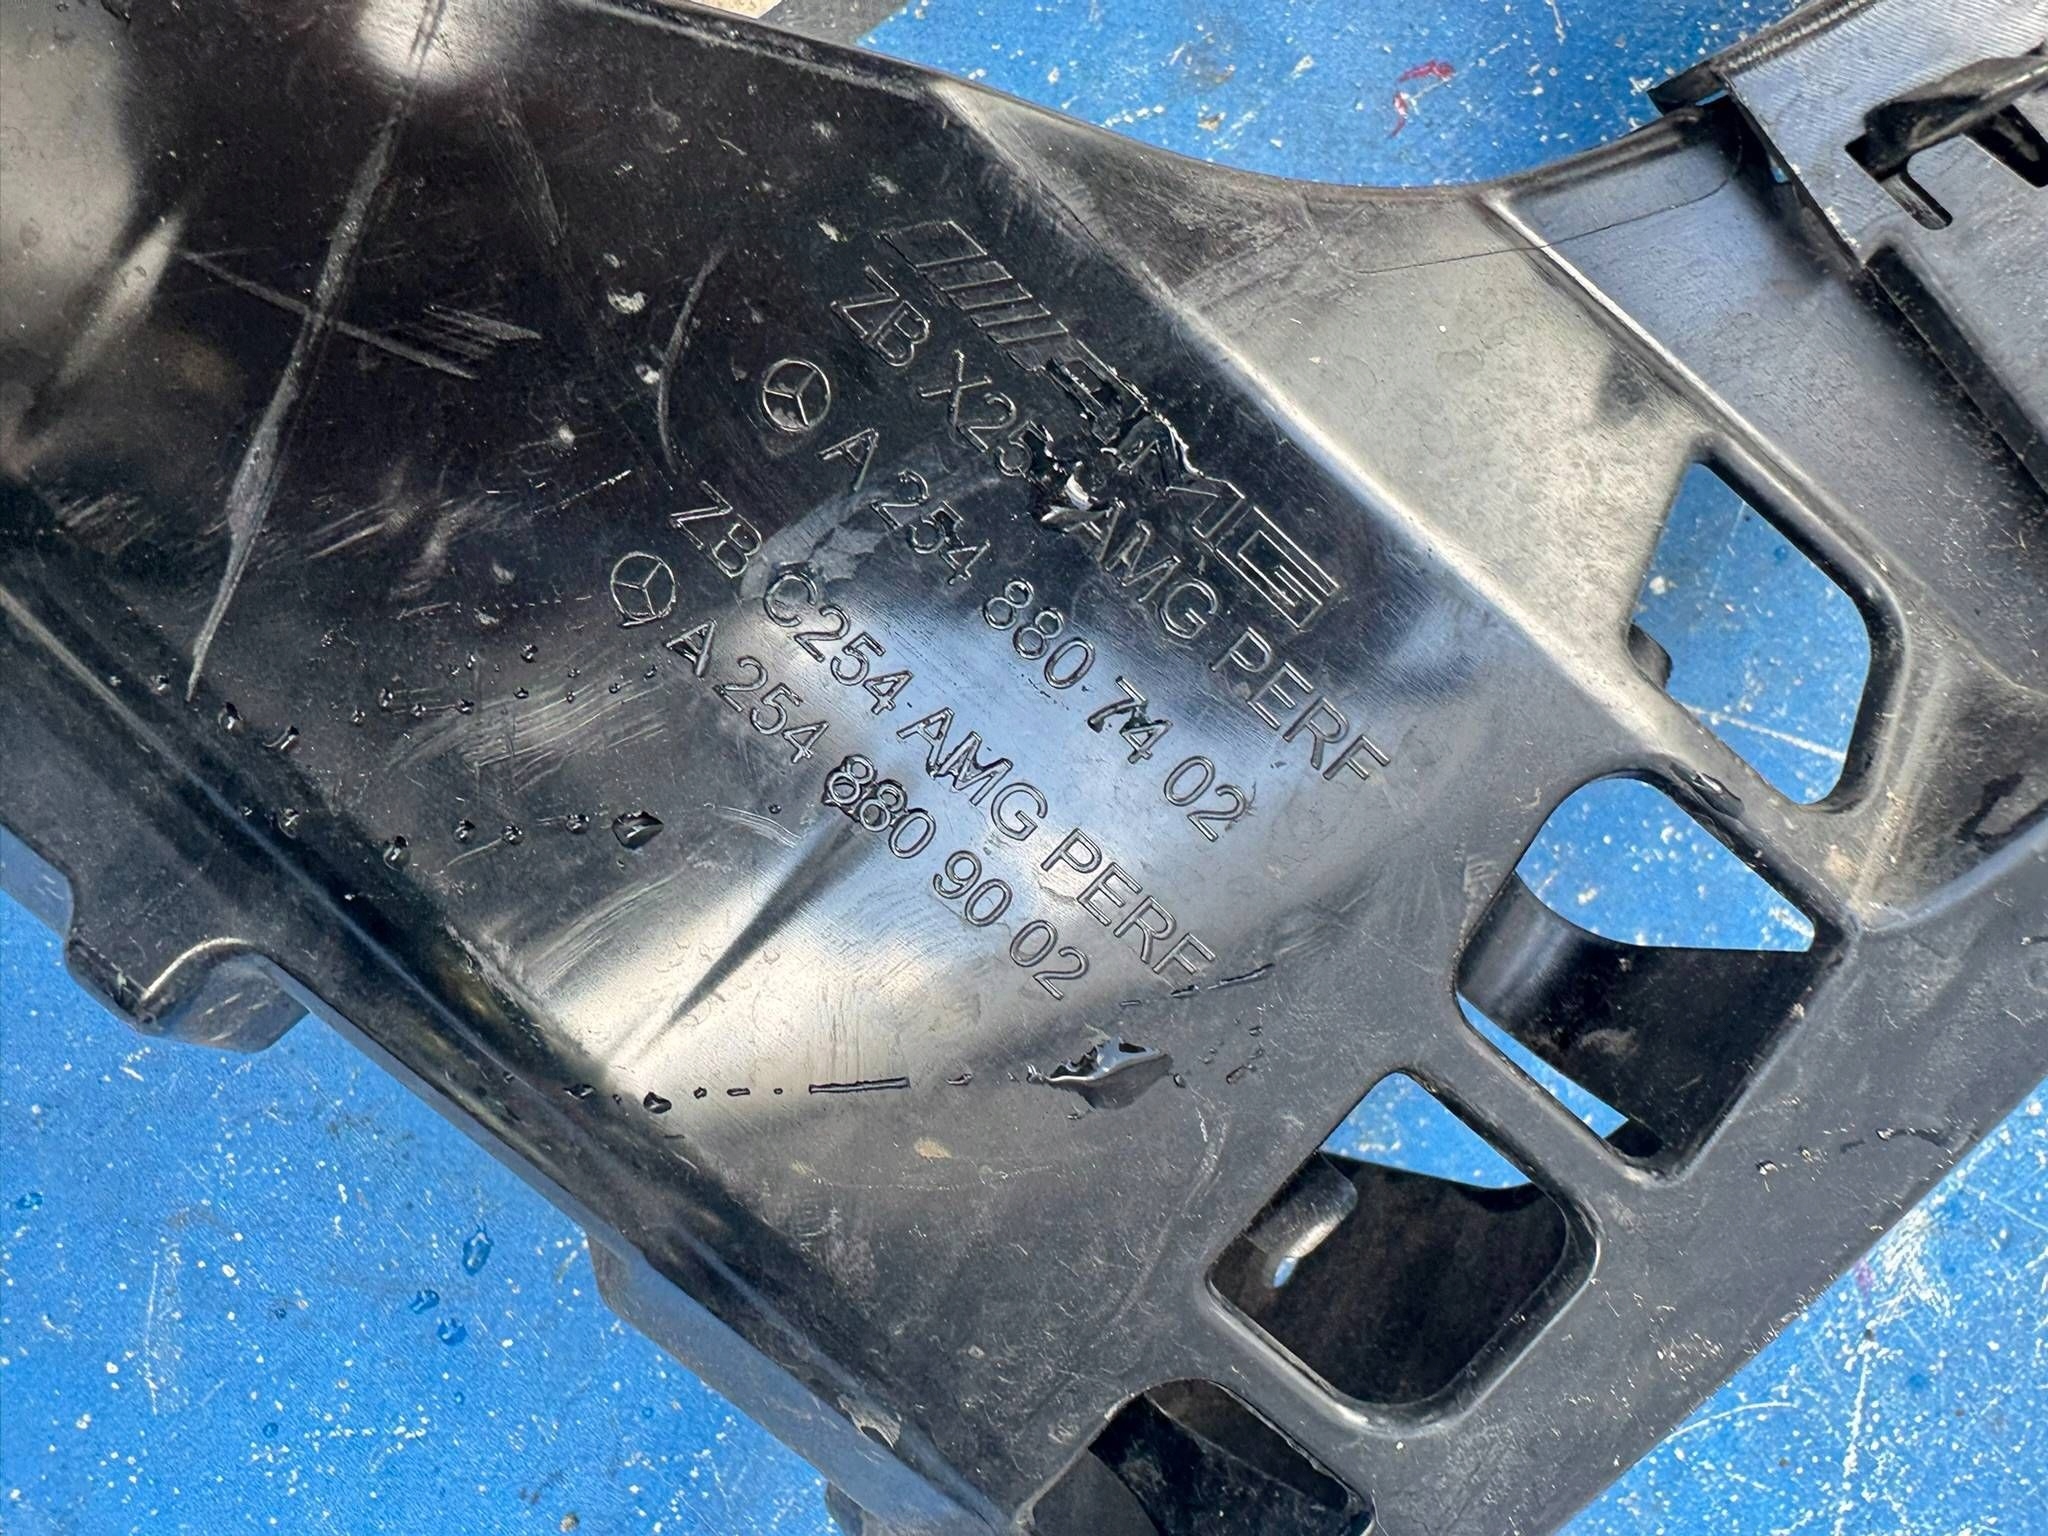 AMG
ZB X254 AMG PERF
A 254 880 74 02
ZB C254 AMG PERF
A 254 880 90 02